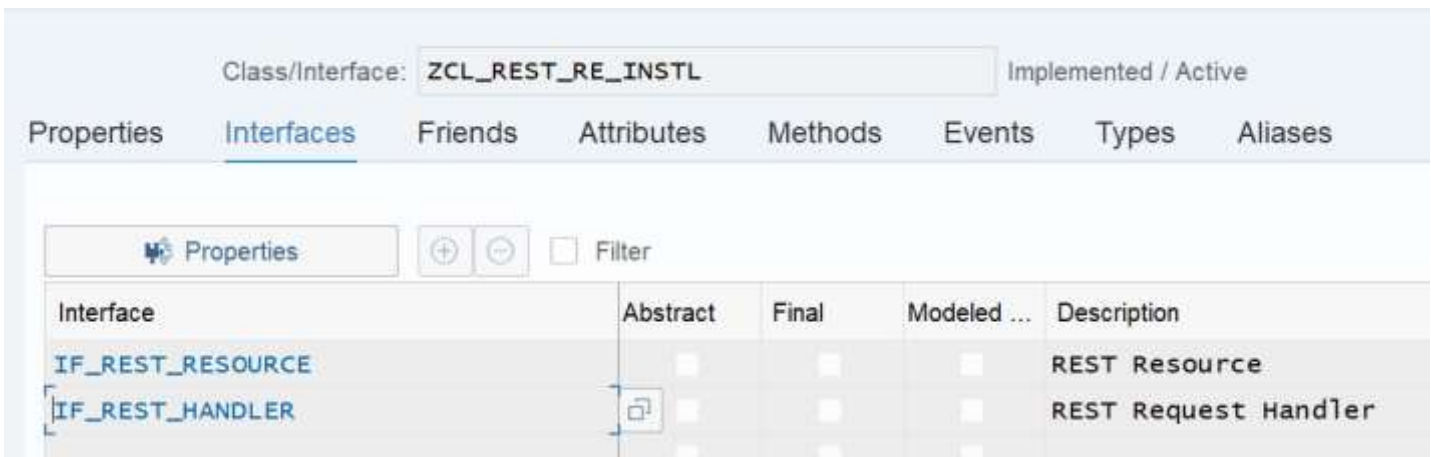 Class/Interface: ZCL_REST_RE_INSTL Implemented / Active
Properties Interfaces Friends Attributes Methods Events Types Aliases
Properties Filter
Interface Abstract Final Modeled ... Description
IF_REST_RESOURCE REST Resource
IF_REST_HANDLER REST Request Handler